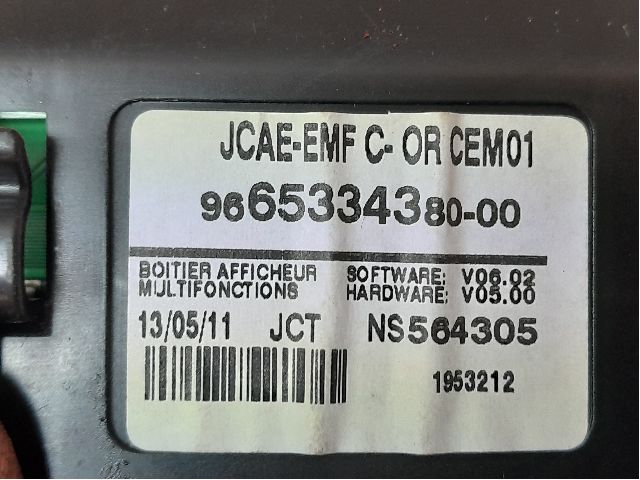 JCAE-EMF C- OR CEM01
9665334380-00
BOITIER AFFICHEUR SOFTWARE: V06.02
MULTIFONCTIONS HARDWARE: V05.00
13/05/11 JCT NS564305
1953212